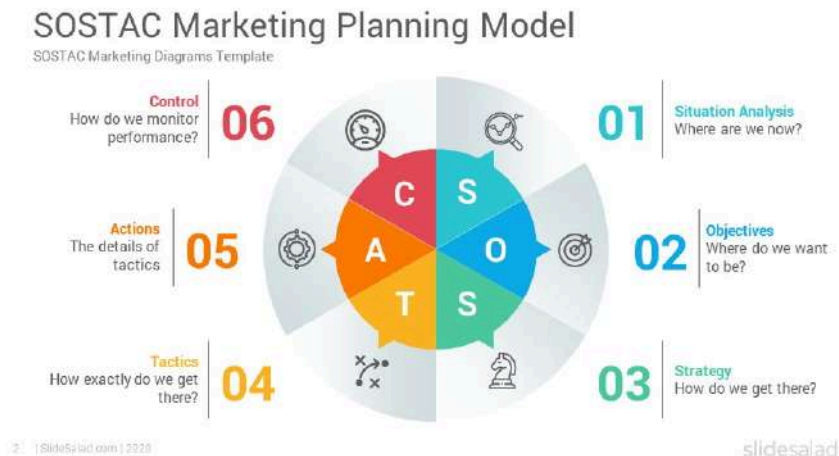 SOSTAC Marketing Planning Model
SOSTAC Marketing Diagrams Template
01
Situation Analysis
Where are we now?
02
Objectives
Where do we want
to be?
03
Strategy
How do we get there?
04
Tactics
How exactly do we get
there?
05
Actions
The details of
tactics
06
Control
How do we monitor
performance?
S
O
S
T
A
C
2 | SlideSalad.com | 2020
slidesalad